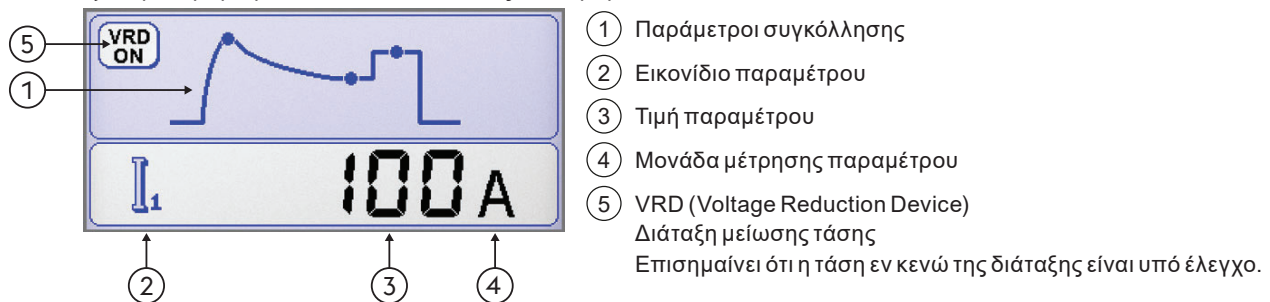 VRD
ON
I1
100 A
5
1
2
3
4
1 Παράμετροι συγκόλλησης
2 Εικονίδιο παραμέτρου
3 Τιμή παραμέτρου
4 Μονάδα μέτρησης παραμέτρου
5 VRD (Voltage Reduction Device)
Διάταξη μείωσης τάσης
Επισημαίνει ότι η τάση εν κενώ της διάταξης είναι υπό έλεγχο.